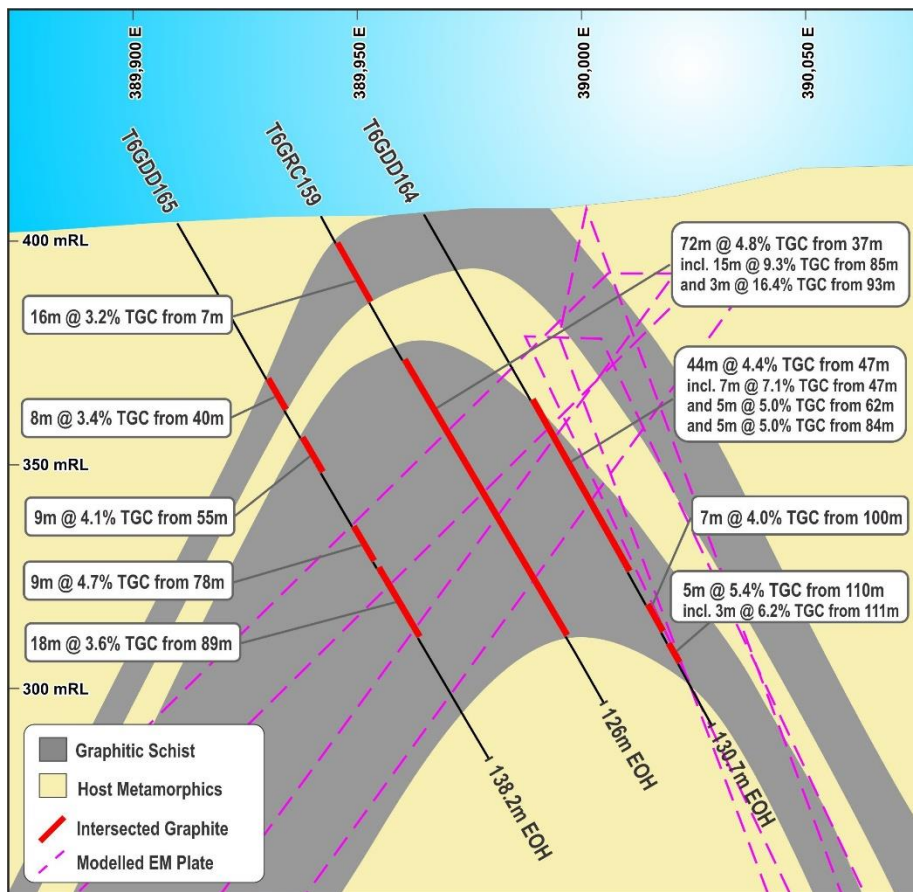 389,900 E
389,950 E
390,000 E
390,050 E
T6GDD165
T6GRC159
T6GDD164
400 mRL
350 mRL
300 mRL
16m @ 3.2% TGC from 7m
8m @ 3.4% TGC from 40m
9m @ 4.1% TGC from 55m
9m @ 4.7% TGC from 78m
18m @ 3.6% TGC from 89m
72m @ 4.8% TGC from 37m
incl. 15m @ 9.3% TGC from 85m
and 3m @ 16.4% TGC from 93m
44m @ 4.4% TGC from 47m
incl. 7m @ 7.1% TGC from 47m
and 5m @ 5.0% TGC from 62m
and 5m @ 5.0% TGC from 84m
7m @ 4.0% TGC from 100m
5m @ 5.4% TGC from 110m
incl. 3m @ 6.2% TGC from 111m
138.2m EOH
126m EOH
130.7m EOH
Graphitic Schist
Host Metamorphics
Intersected Graphite
Modelled EM Plate